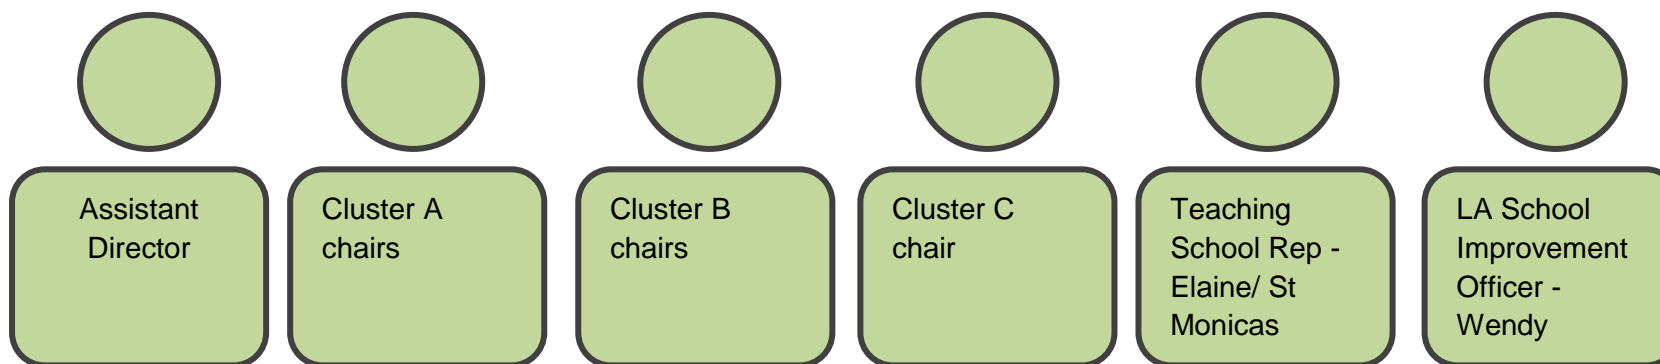 Assistant
Director
Cluster A
chairs
Cluster B
chairs
Cluster C
chair
Teaching
School Rep -
Elaine/ St
Monicas
LA School
Improvement
Officer -
Wendy